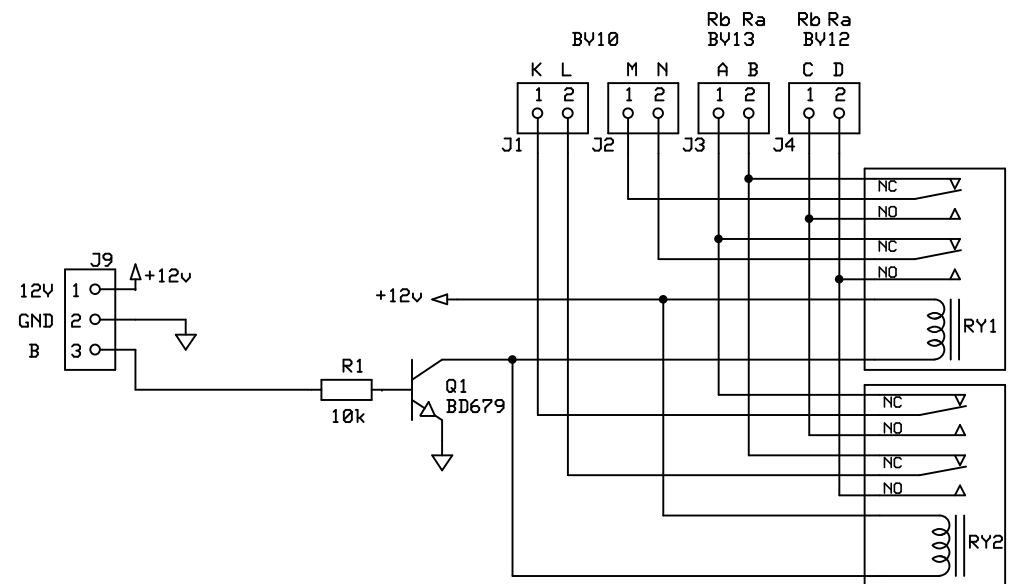 Rb Ra
Rb Ra
BV10
BV13
BV12
K L
M N
A B
C D
1 2
1 2
1 2
1 2
J1
J2
J3
J4
NC
NO
NC
NO
J9
+12v
12V 1
GND 2
B 3
+12v
RY1
R1
10k
Q1
BD679
NC
NO
NC
NO
RY2